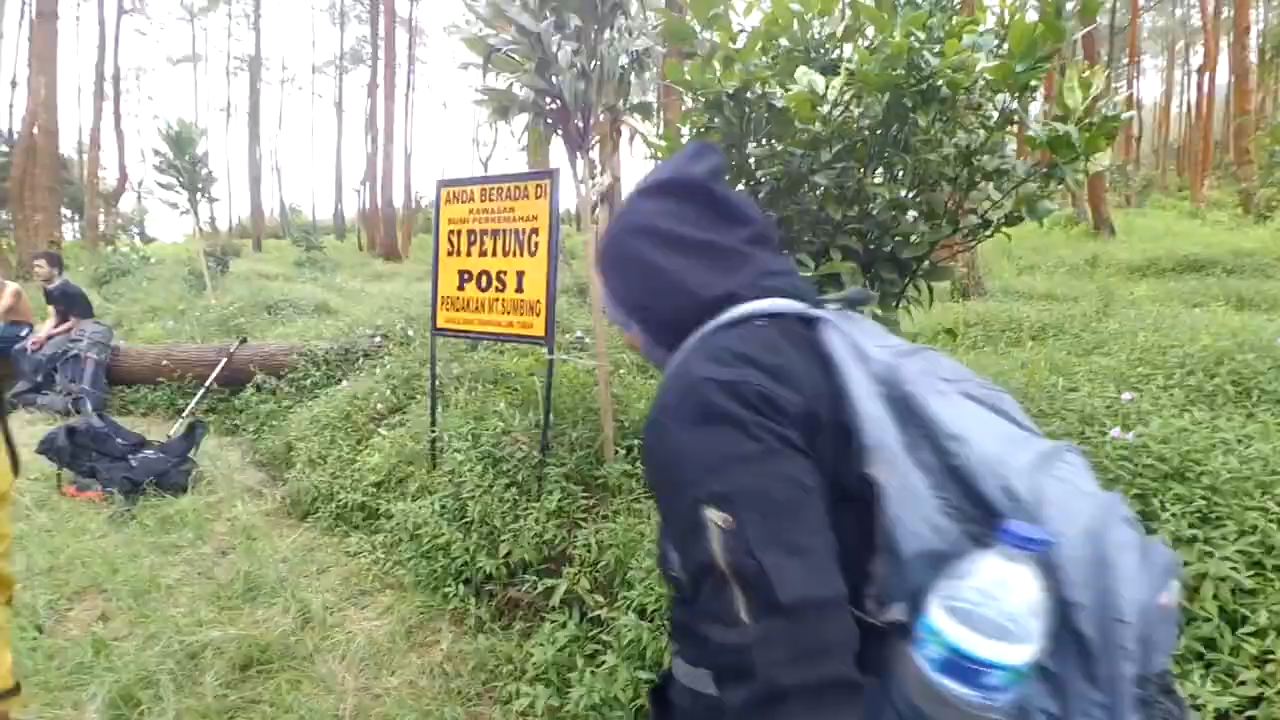 ANDA BERADA DI
KAWASAN
BUMI PERKEMAHAN
SI PETUNG
POS I
PENDAKIAN MT.SUMBING